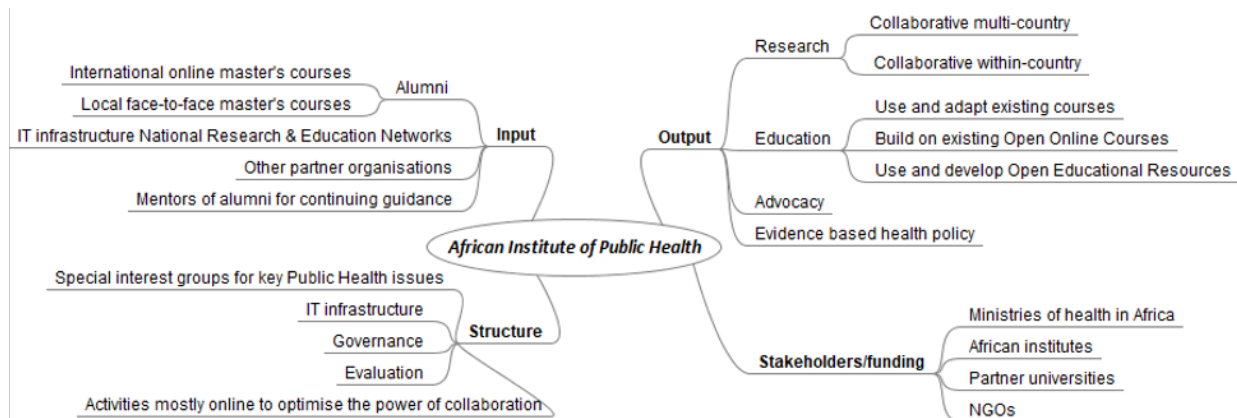 African Institute of Public Health
Input
Alumni
International online master's courses
Local face-to-face master's courses
IT infrastructure National Research & Education Networks
Other partner organisations
Mentors of alumni for continuing guidance
Structure
Special interest groups for key Public Health issues
IT infrastructure
Governance
Evaluation
Activities mostly online to optimise the power of collaboration
Output
Research
Collaborative multi-country
Collaborative within-country
Education
Use and adapt existing courses
Build on existing Open Online Courses
Use and develop Open Educational Resources
Advocacy
Evidence based health policy
Stakeholders/funding
Ministries of health in Africa
African institutes
Partner universities
NGOs